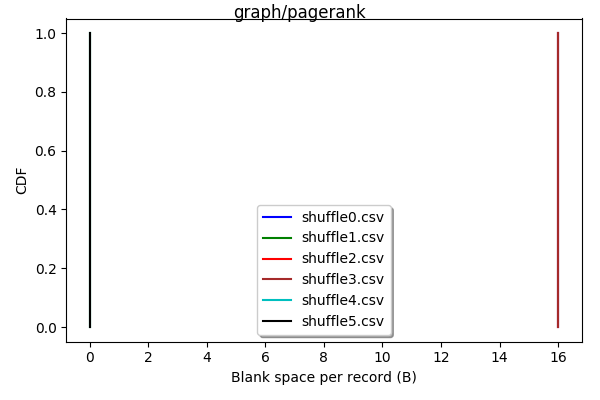 graph/pagerank
1.0
0.8
0.6
0.4
0.2
0.0
CDF
shuffle0.csv
shuffle1.csv
shuffle2.csv
shuffle3.csv
shuffle4.csv
shuffle5.csv
0 2 4 6 8 10 12 14 16
Blank space per record (B)